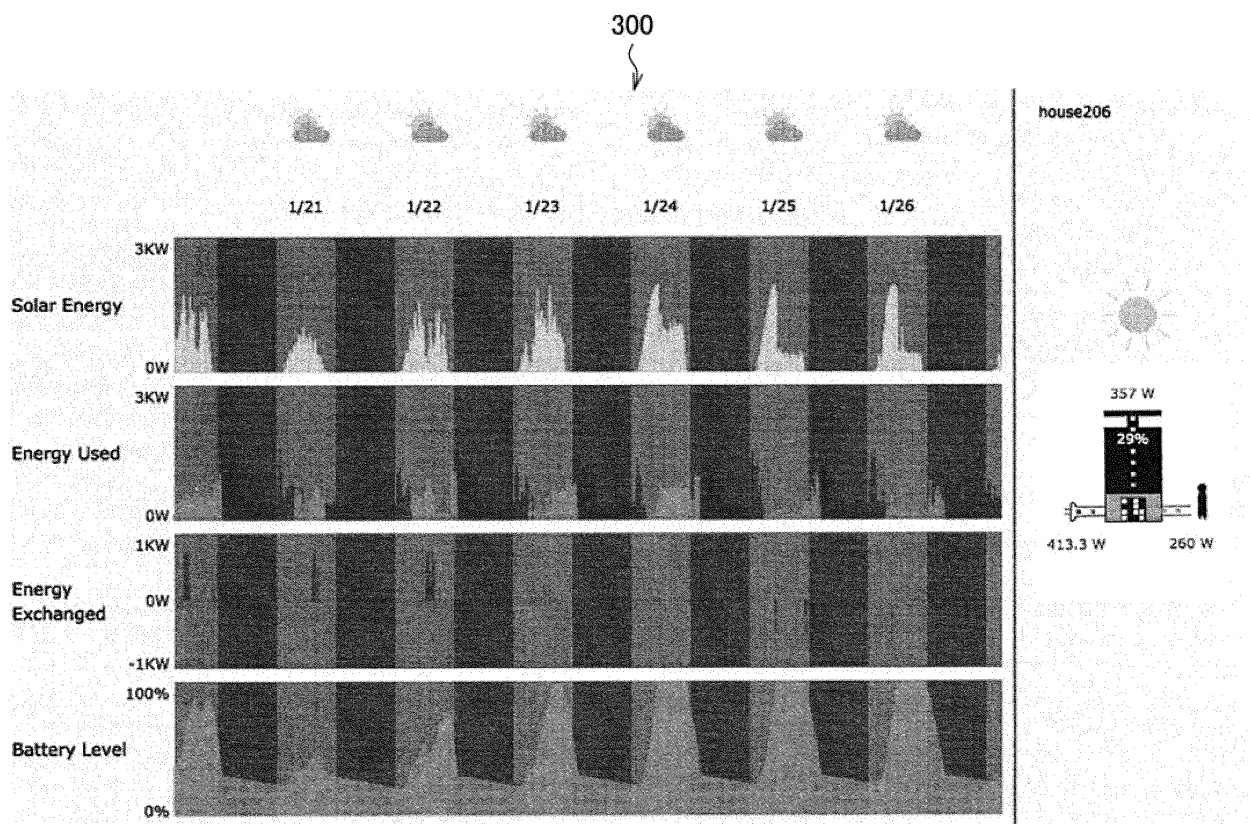 300
house206
1/21 1/22 1/23 1/24 1/25 1/26
3KW
Solar Energy
0W
3KW
Energy Used
0W
1KW
Energy
Exchanged
0W
-1KW
100%
Battery Level
0%
357 W
29%
413.3 W 260 W